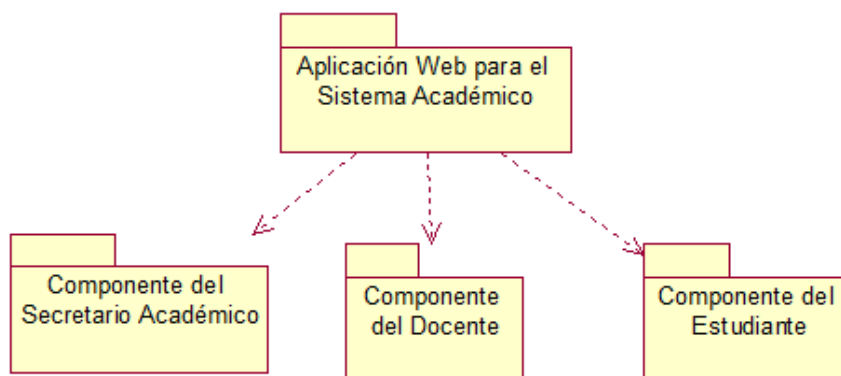 Aplicación Web para el
Sistema Académico
Componente del
Secretario Académico
Componente
del Docente
Componente del
Estudiante